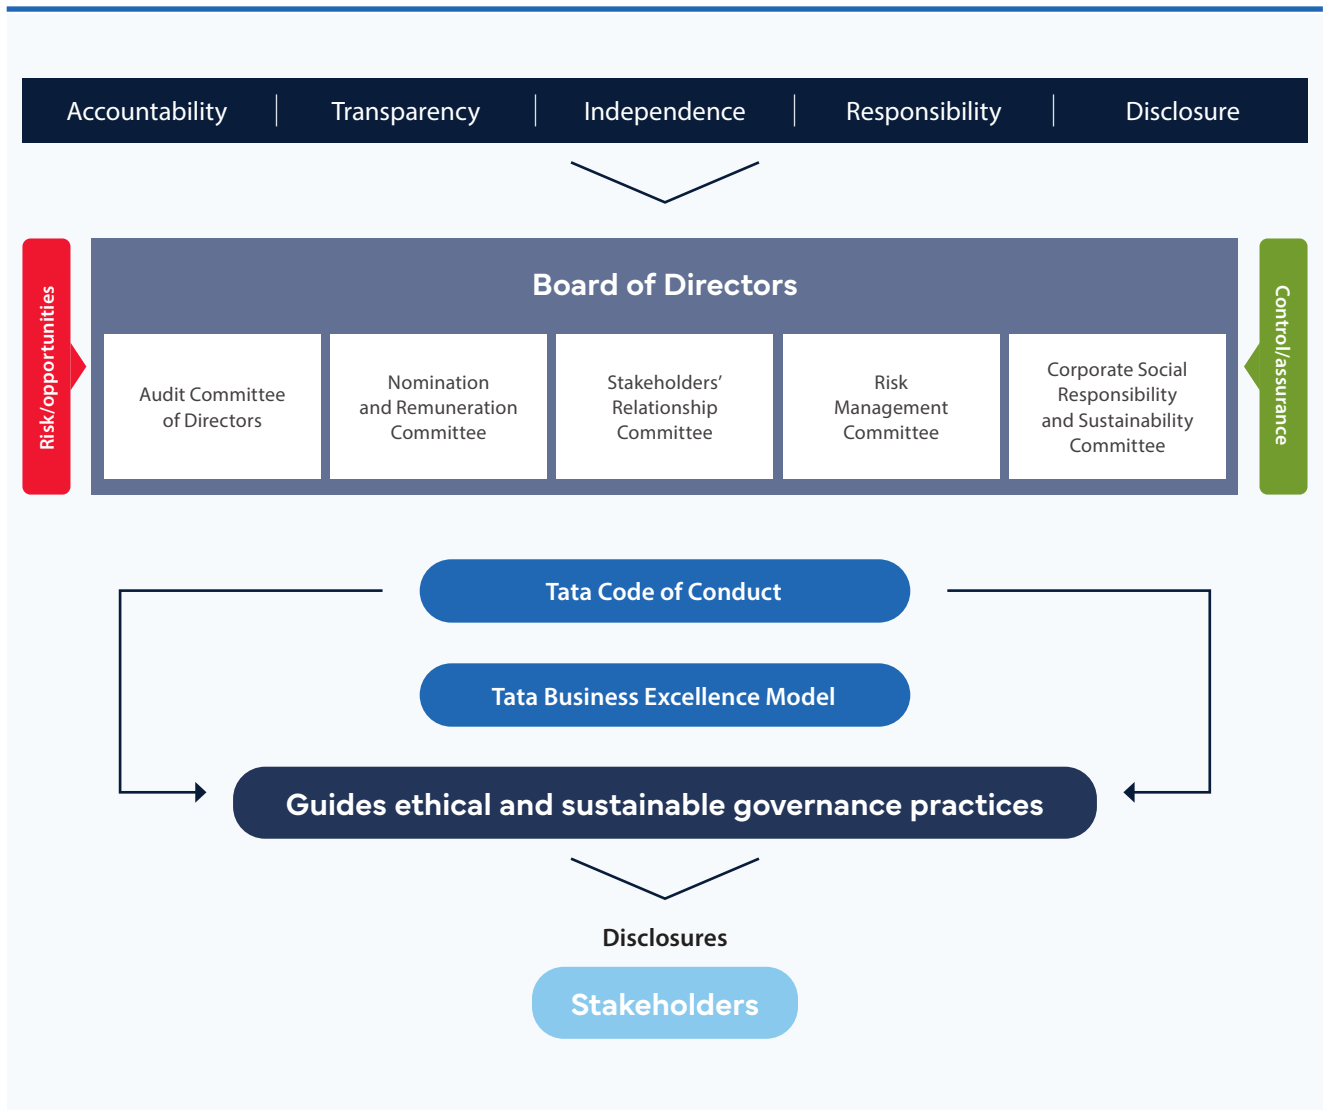 Accountability
Transparency
Independence
Responsibility
Disclosure
Risk/opportunities
Board of Directors
Audit Committee
of Directors
Nomination
and Remuneration
Committee
Stakeholders’
Relationship
Committee
Risk
Management
Committee
Corporate Social
Responsibility
and Sustainability
Committee
Control/assurance
Tata Code of Conduct
Tata Business Excellence Model
Guides ethical and sustainable governance practices
Disclosures
Stakeholders